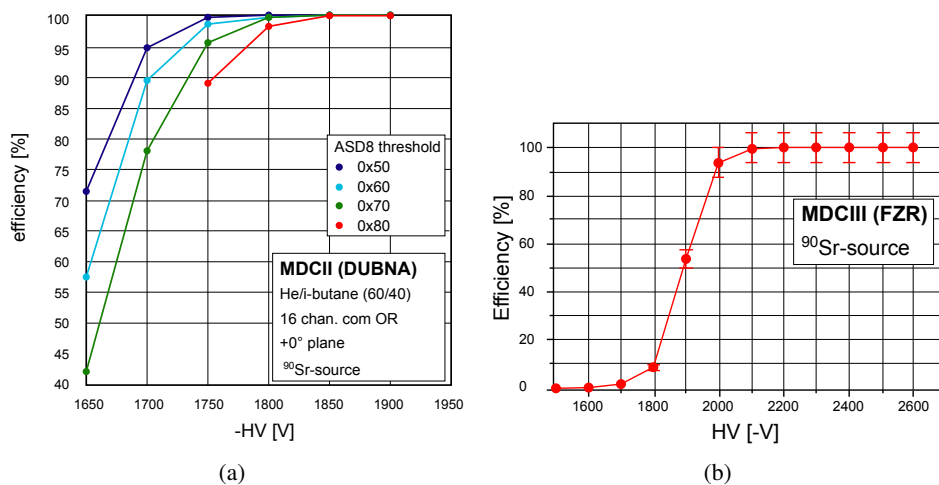 100
95
90
85
80
75
70
65
60
55
50
45
40
efficiency [%]
ASD8 threshold
0x50
0x60
0x70
0x80
MDCII (DUBNA)
He/i-butane (60/40)
16 chan. com OR
+0° plane
⁹⁰Sr-source
1650 1700 1750 1800 1850 1900 1950
-HV [V]
(a)
100
80
60
40
20
0
Efficiency [%]
MDCIII (FZR)
⁹⁰Sr-source
1600 1800 2000 2200 2400 2600
HV [-V]
(b)